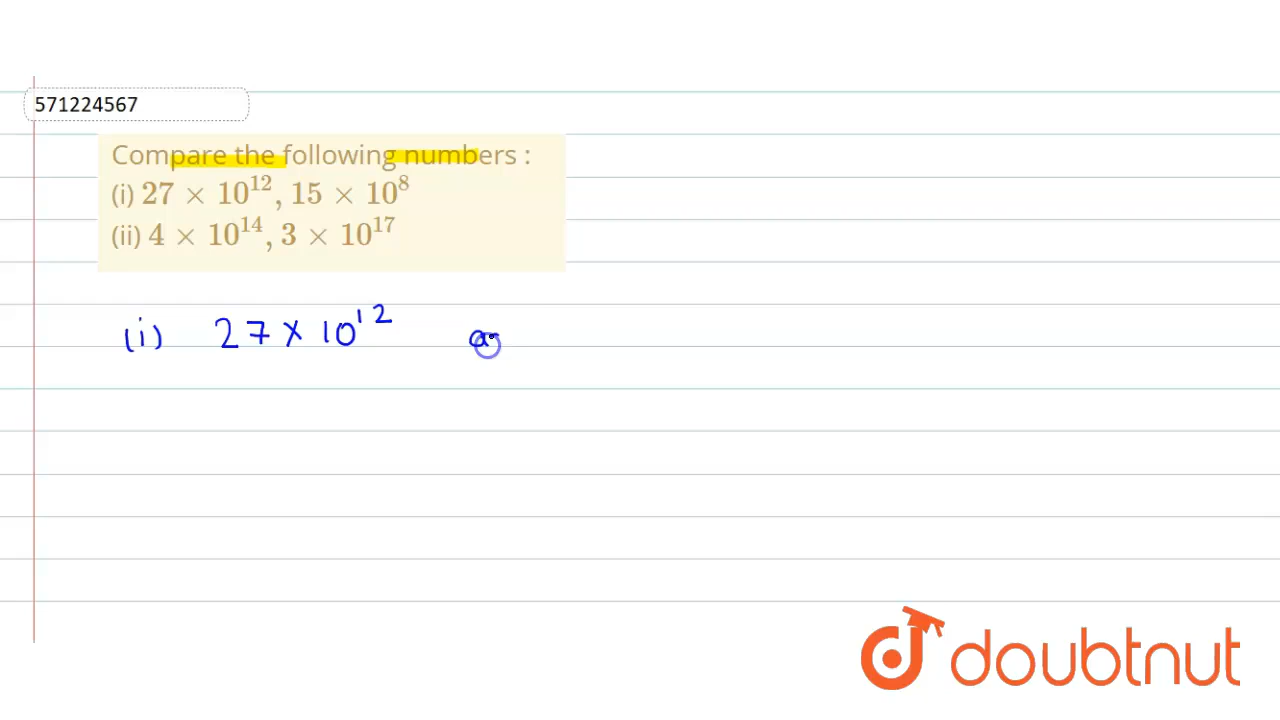 571224567
Compare the following numbers :
(i) 27 × 10^12, 15 × 10^8
(ii) 4 × 10^14, 3 × 10^17
(i) 27 × 10^12
doubtnut